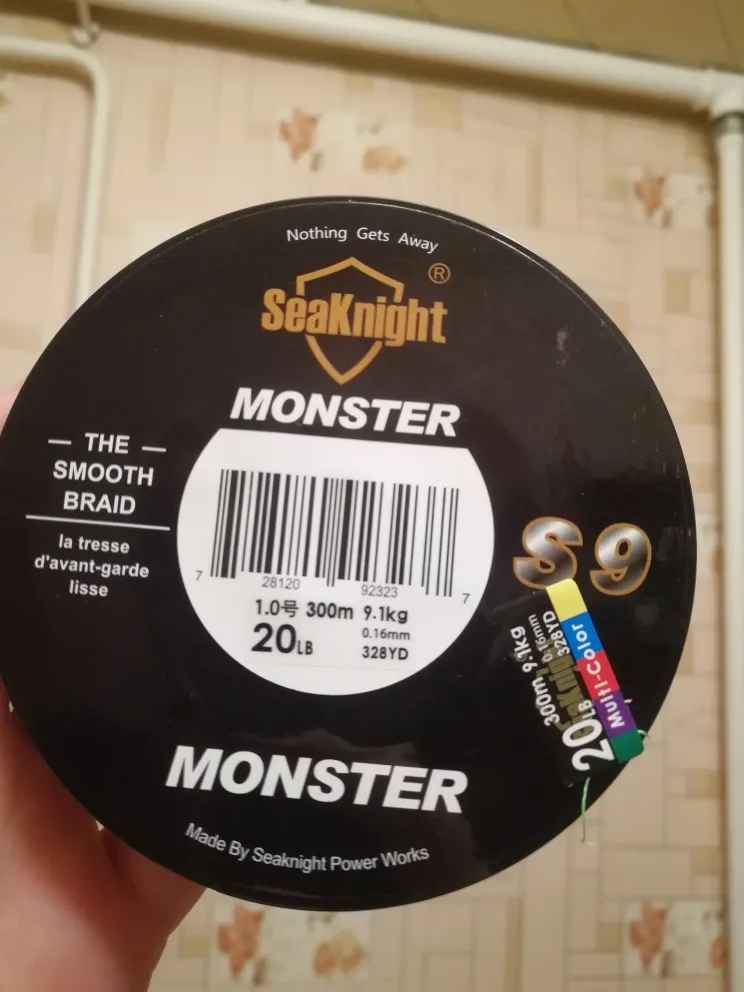 Nothing Gets Away
SeaKnight®
MONSTER
— THE —
SMOOTH
BRAID
la tresse
d'avant-garde
lisse
7 28120 92323 7
1.0号 300m 9.1kg
0.16mm
20LB
328YD
S9
300m 9.1kg
0.16mm
20LB
328YD
Multi-Color
MONSTER
Made By Seaknight Power Works